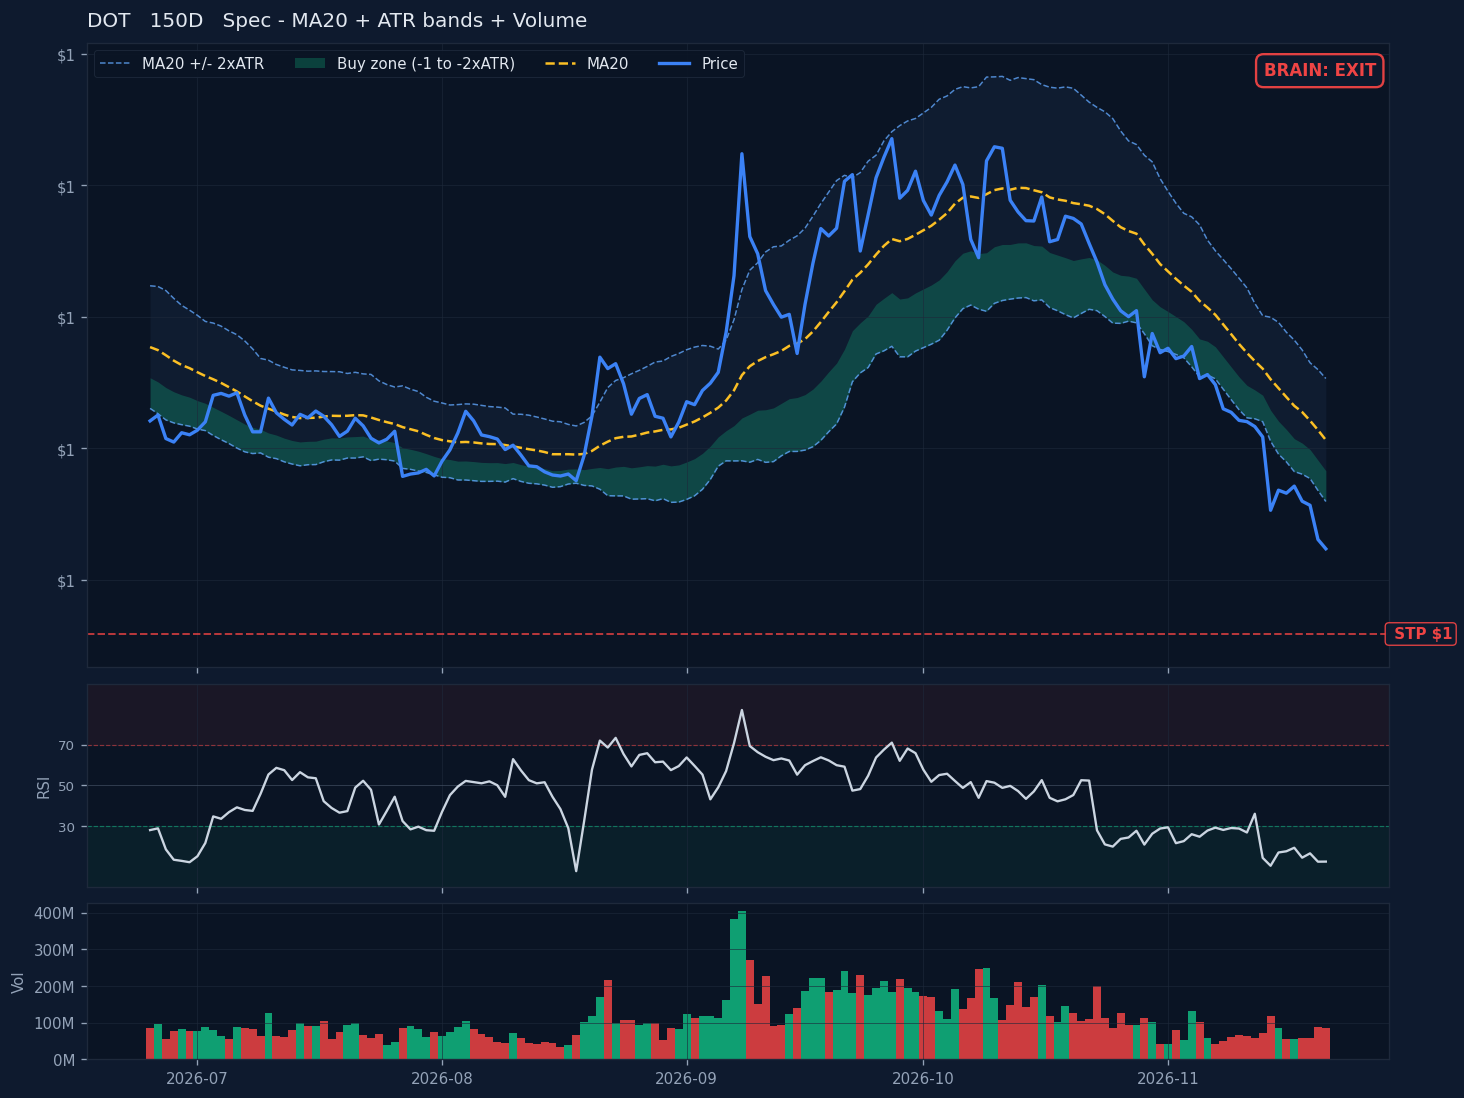 DOT   150D   Spec - MA20 + ATR bands + Volume
MA20 +/- 2xATR
Buy zone (-1 to -2xATR)
MA20
Price
BRAIN: EXIT
$1
$1
$1
$1
$1
STP $1
RSI
70
50
30
Vol
400M
300M
200M
100M
0M
2026-07
2026-08
2026-09
2026-10
2026-11